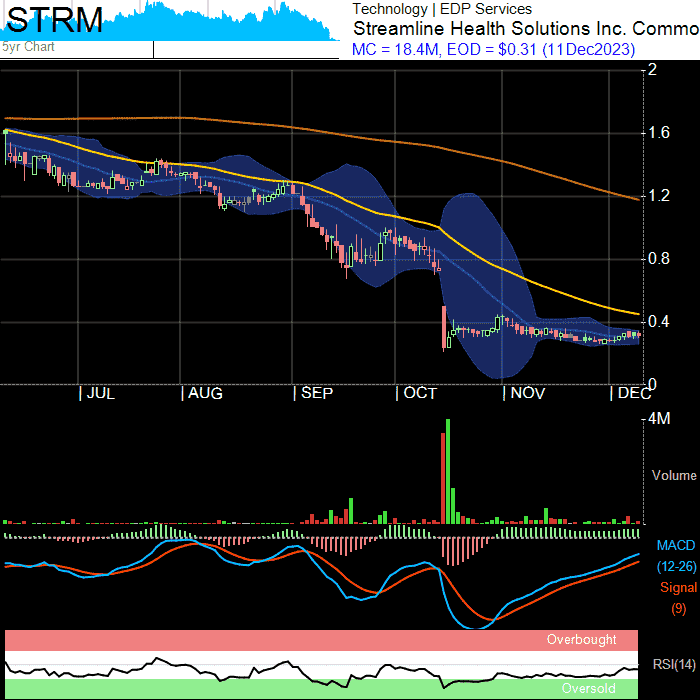 STRM
5yr Chart
Technology | EDP Services
Streamline Health Solutions Inc. Commo
MC = 18.4M, EOD = $0.31 (11Dec2023)
2
1.6
1.2
0.8
0.4
0
JUL
AUG
SEP
OCT
NOV
DEC
4M
Volume
MACD
(12-26)
Signal
(9)
Overbought
RSI(14)
Oversold